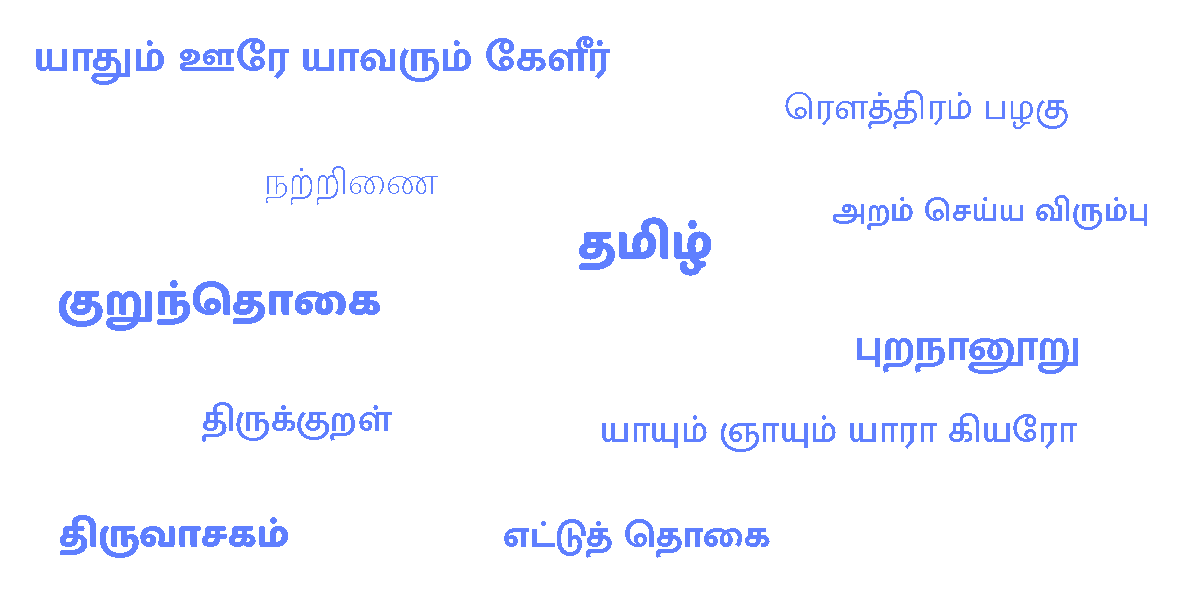 யாதும் ஊரே யாவரும் கேளீர்
ரௌத்திரம் பழகு
நற்றிணை
அறம் செய்ய விரும்பு
தமிழ்
குறுந்தொகை
புறநானூறு
திருக்குறள்
யாயும் ஞாயும் யாரா கியரோ
திருவாசகம்
எட்டுத் தொகை